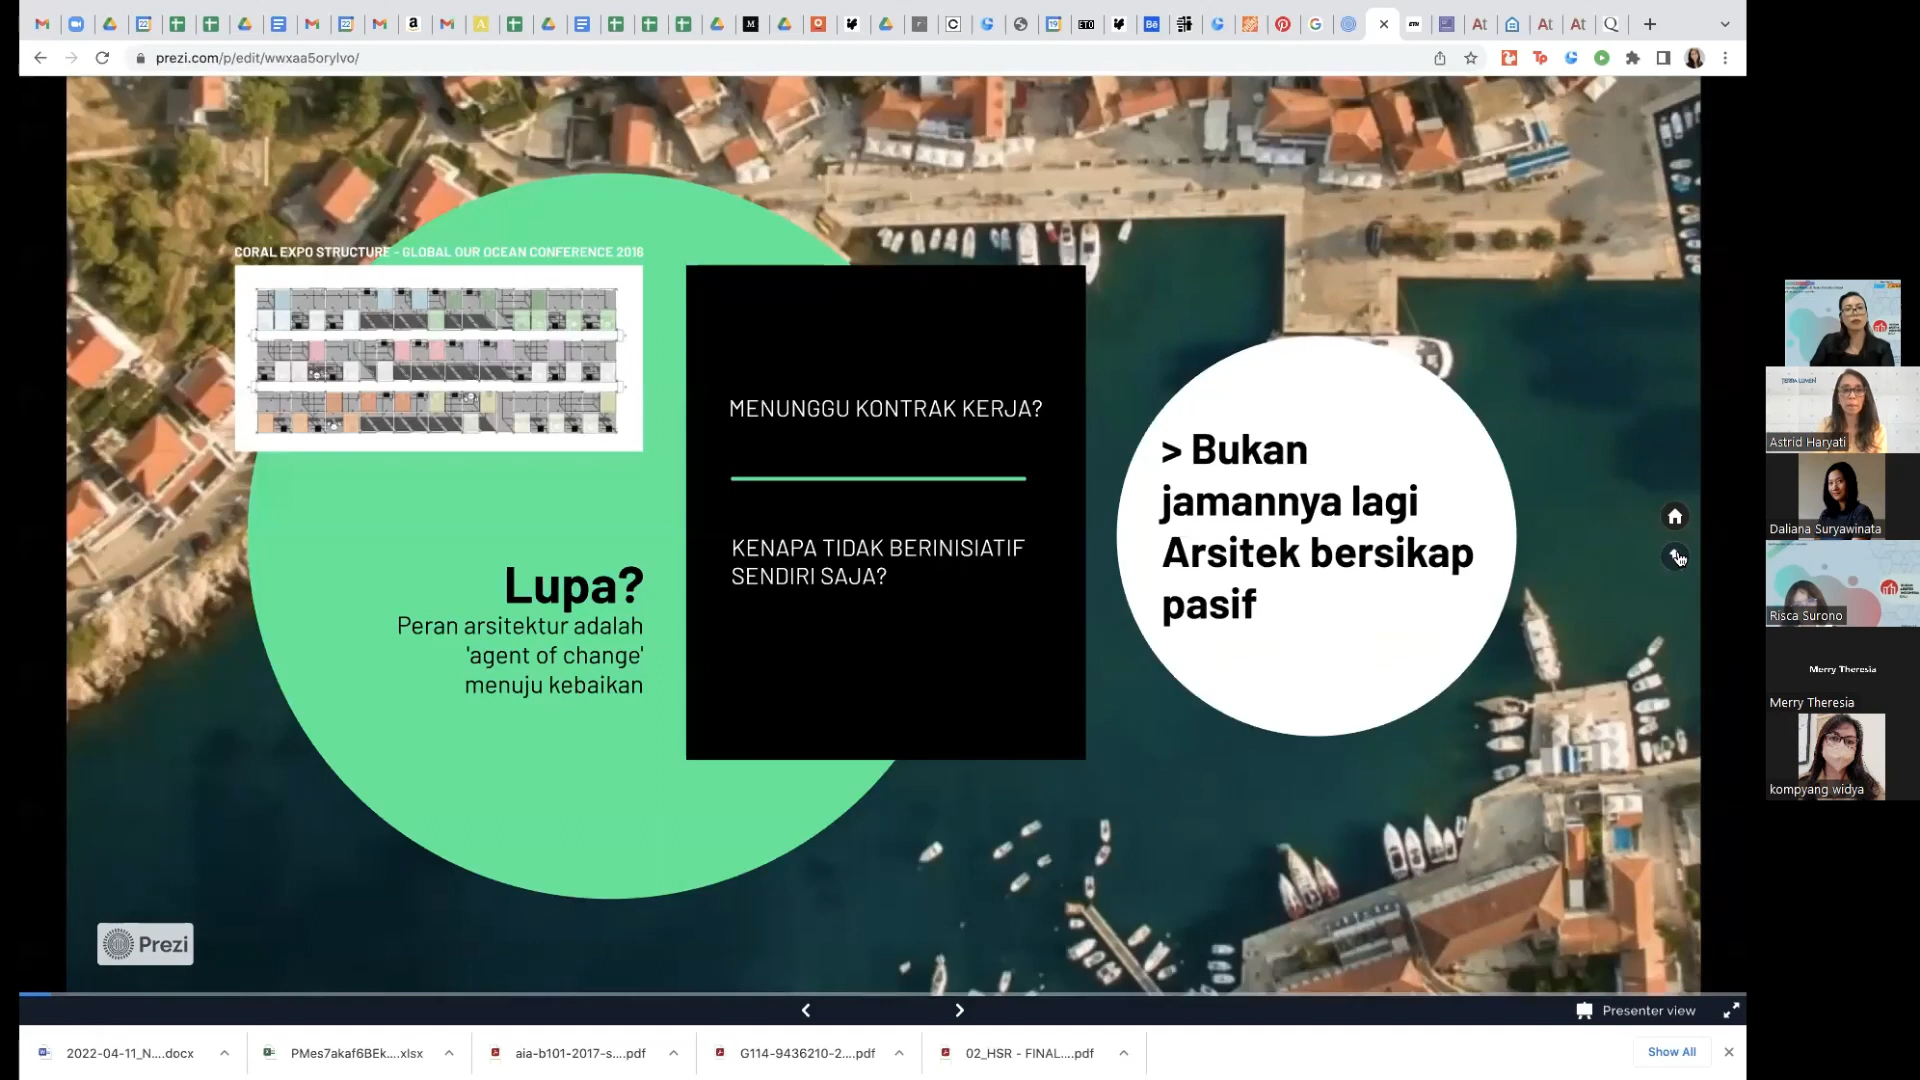 prezi.com/p/edit/wwxaa5orylvo/
CORAL EXPO STRUCTURE - GLOBAL OUR OCEAN CONFERENCE 2018
Lupa?
Peran arsitektur adalah
'agent of change'
menuju kebaikan
MENUNGGU KONTRAK KERJA?
KENAPA TIDAK BERINISIATIF
SENDIRI SAJA?
> Bukan
jamannya lagi
Arsitek bersikap
pasif
Prezi
Presenter view
2022-04-11_N....docx
PMes7akaf6BEk....xlsx
aia-b101-2017-s....pdf
G114-9436210-2....pdf
02_HSR - FINAL....pdf
Show All
TERRA LUMEN
Astrid Haryati
Daliana Suryawinata
Risca Surono
Merry Theresia
Merry Theresia
kompyang widya